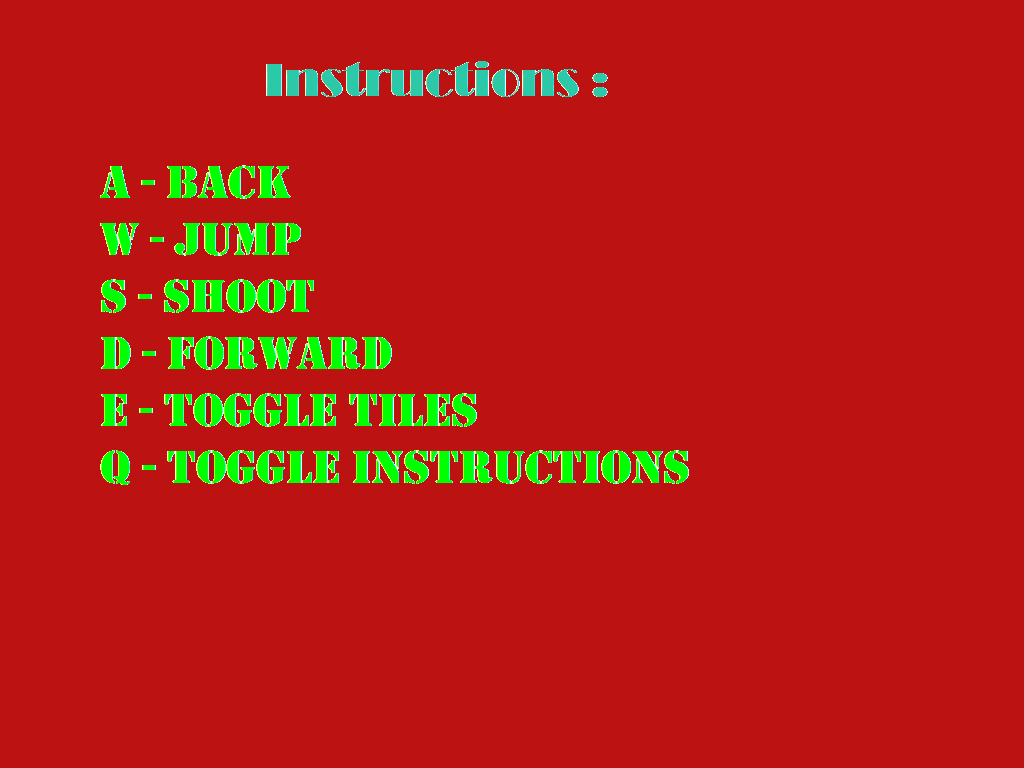 Instructions :
A - BACK
W - JUMP
S - SHOOT
D - FORWARD
E - TOGGLE TILES
Q - TOGGLE INSTRUCTIONS